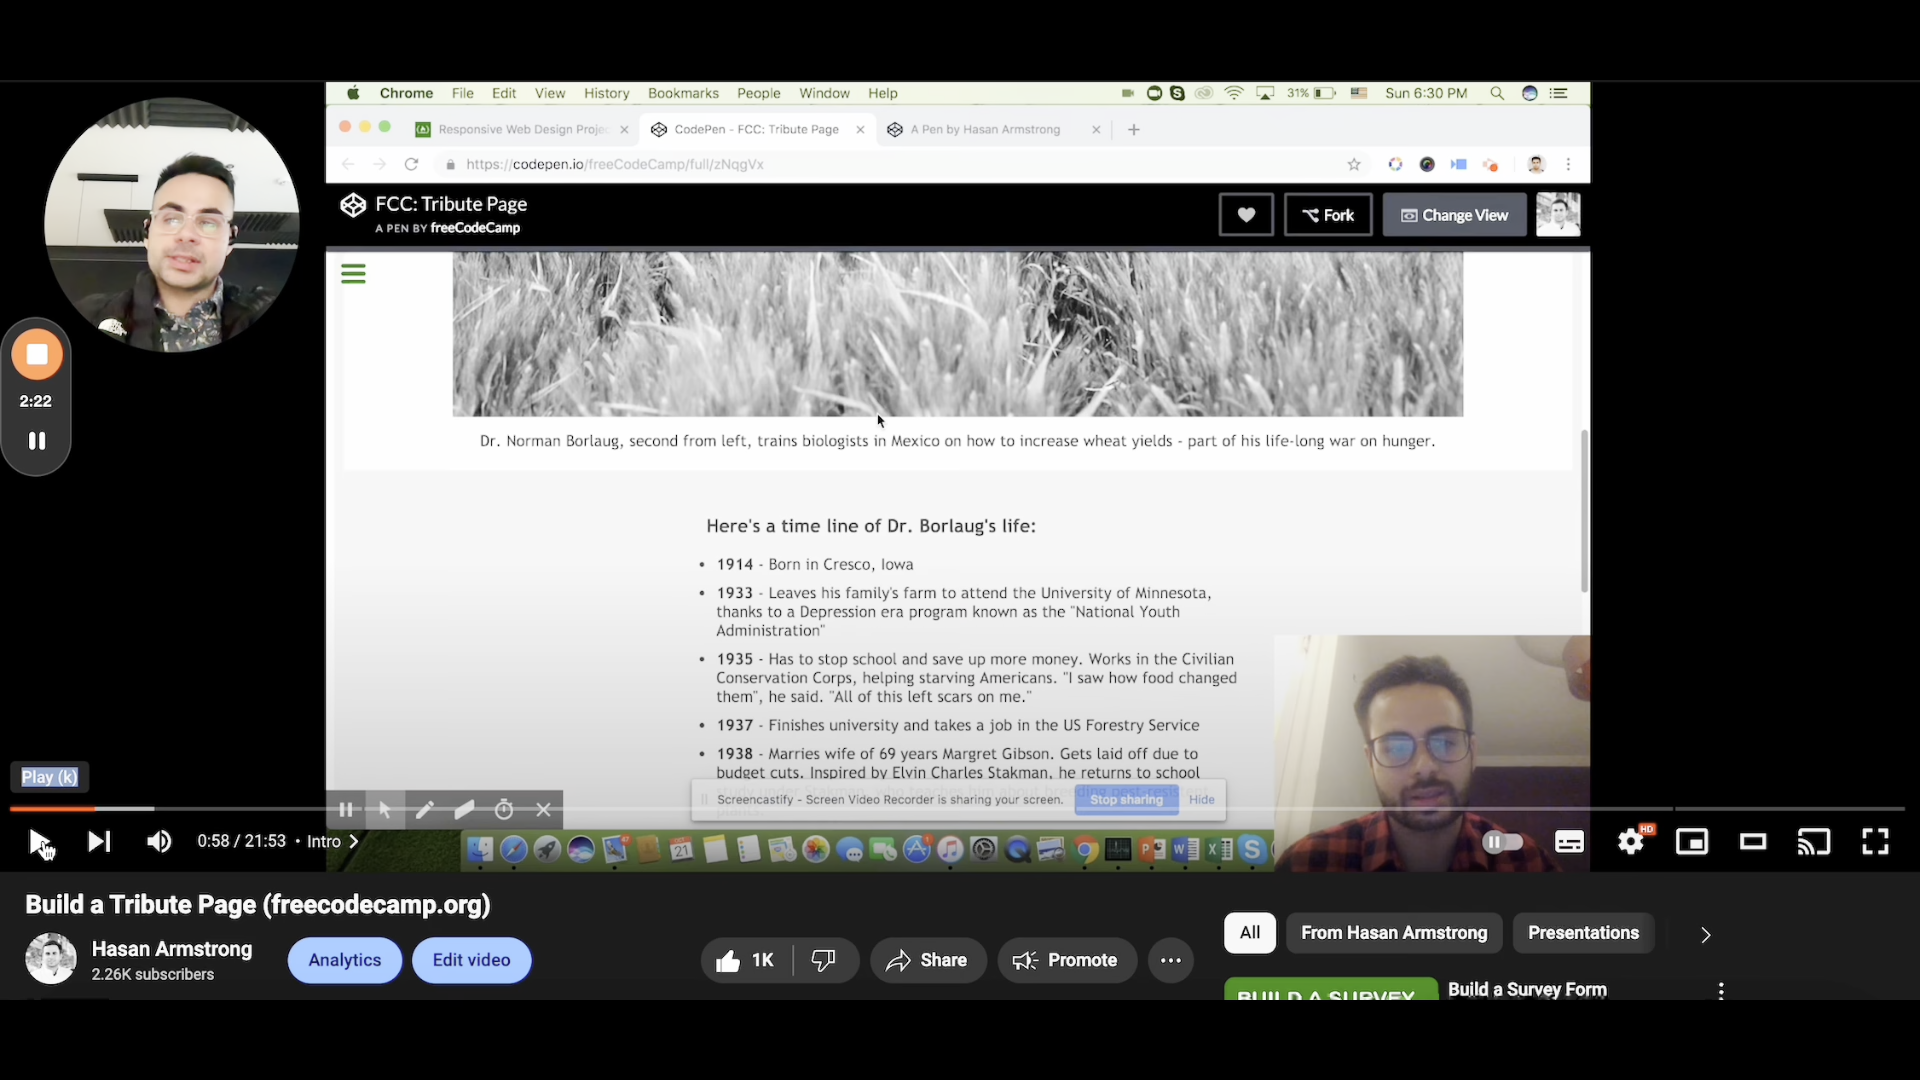 Chrome File Edit View History Bookmarks People Window Help 31% Sun 6:30 PM
Responsive Web Design Projec
CodePen - FCC: Tribute Page
A Pen by Hasan Armstrong
https://codepen.io/freeCodeCamp/full/zNqgVx
FCC: Tribute Page
A PEN BY freeCodeCamp
Fork
Change View
2:22
Dr. Norman Borlaug, second from left, trains biologists in Mexico on how to increase wheat yields - part of his life-long war on hunger.
Here's a time line of Dr. Borlaug's life:
• 1914 - Born in Cresco, Iowa
• 1933 - Leaves his family's farm to attend the University of Minnesota,
thanks to a Depression era program known as the "National Youth
Administration"
• 1935 - Has to stop school and save up more money. Works in the Civilian
Conservation Corps, helping starving Americans. "I saw how food changed
them", he said. "All of this left scars on me."
• 1937 - Finishes university and takes a job in the US Forestry Service
• 1938 - Marries wife of 69 years Margret Gibson. Gets laid off due to
budget cuts. Inspired by Elvin Charles Stakman, he returns to school
Screencastify - Screen Video Recorder is sharing your screen. Stop sharing Hide
Play (k)
0:58 / 21:53 • Intro
21
HD
Build a Tribute Page (freecodecamp.org)
Hasan Armstrong
2.26K subscribers
Analytics
Edit video
1K
Share
Promote
All
From Hasan Armstrong
Presentations
BUILD A SURVEY
Build a Survey Form